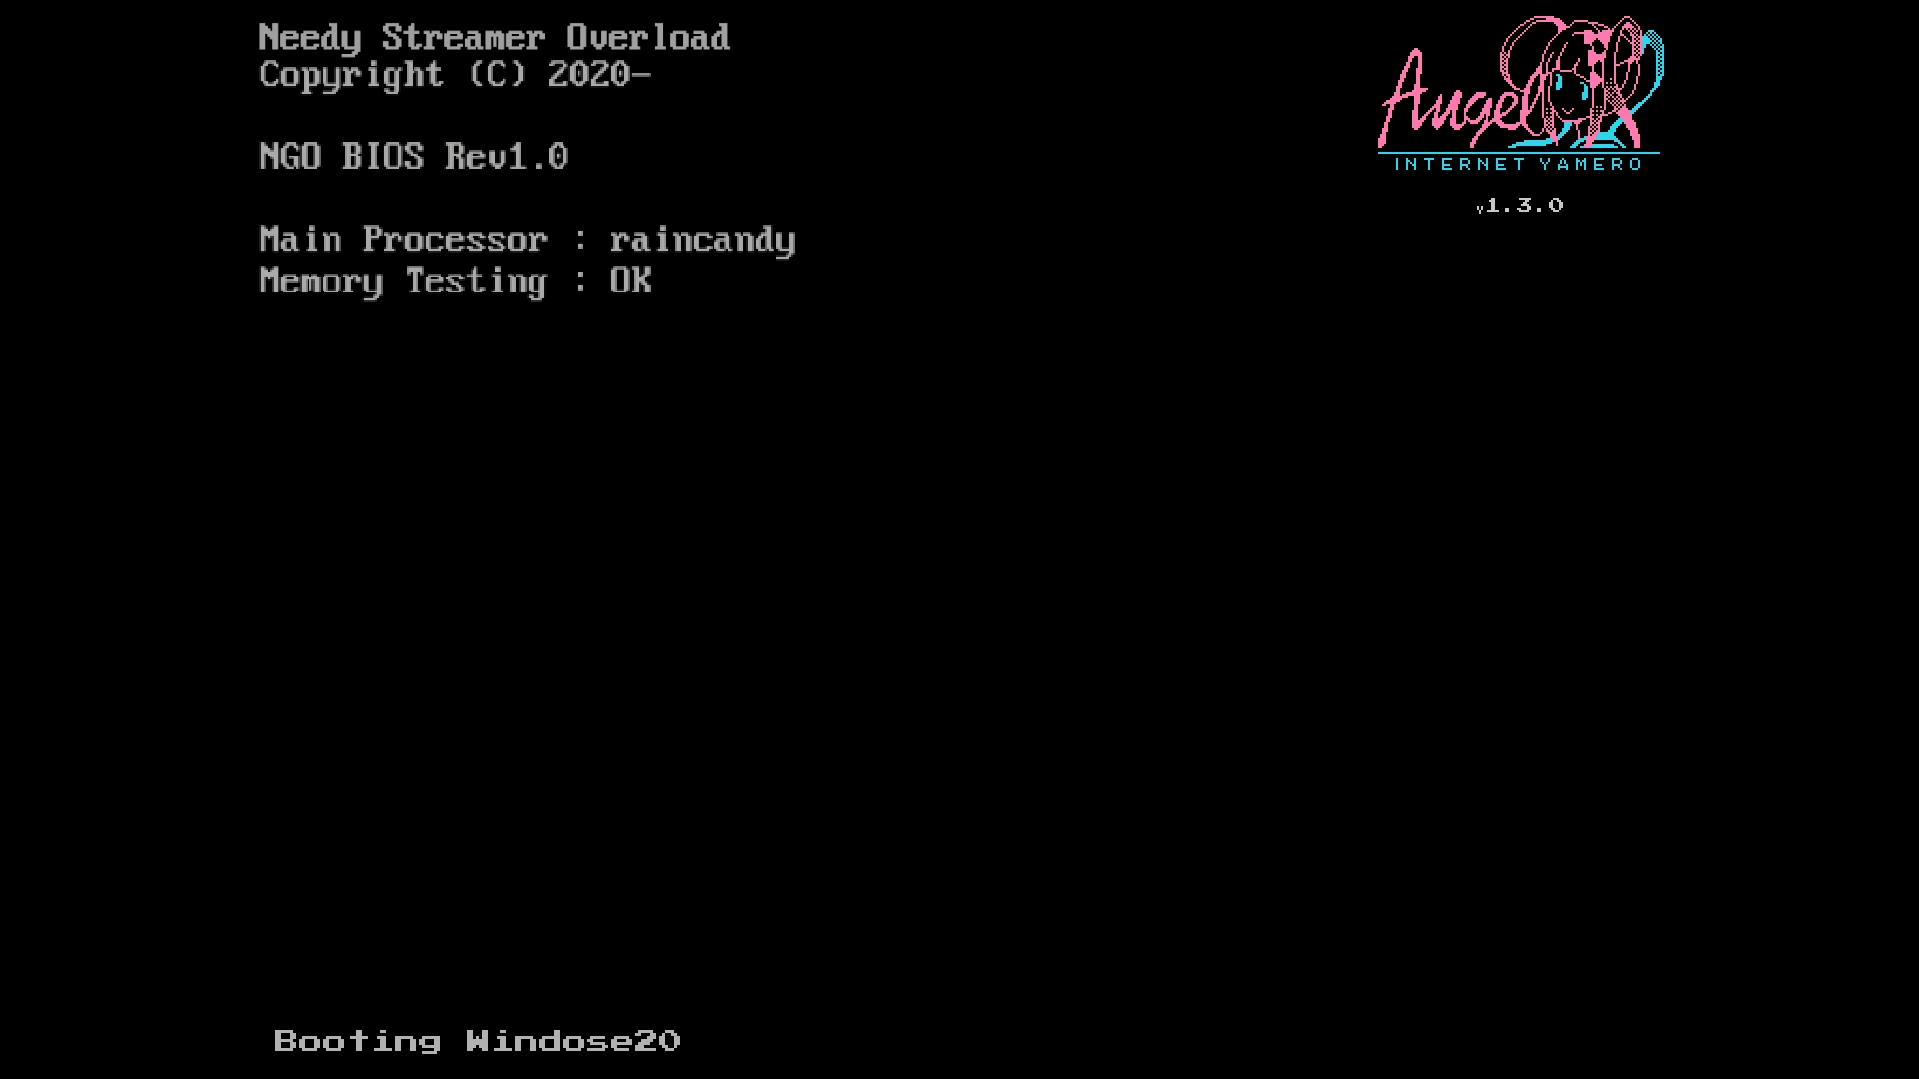 Needy Streamer Overload
Copyright (C) 2020-
NGO BIOS Rev1.0
Main Processor : raincandy
Memory Testing : OK
Angel
INTERNET YAMERO
v1.3.0
Booting Windose20